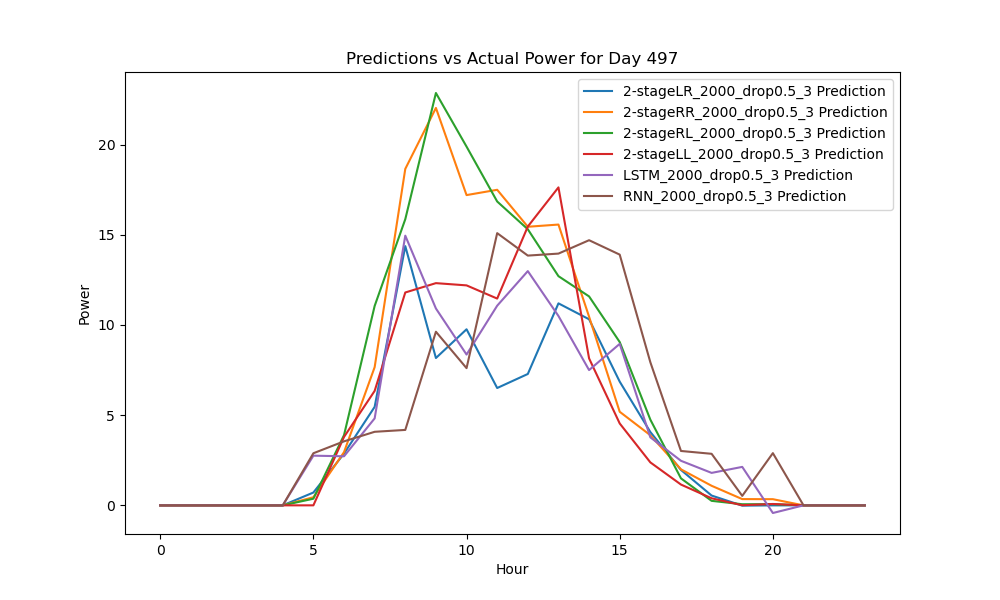 Predictions vs Actual Power for Day 497
2-stageLR_2000_drop0.5_3 Prediction
2-stageRR_2000_drop0.5_3 Prediction
2-stageRL_2000_drop0.5_3 Prediction
2-stageLL_2000_drop0.5_3 Prediction
LSTM_2000_drop0.5_3 Prediction
RNN_2000_drop0.5_3 Prediction
Power
20
15
10
5
0
0 5 10 15 20
Hour